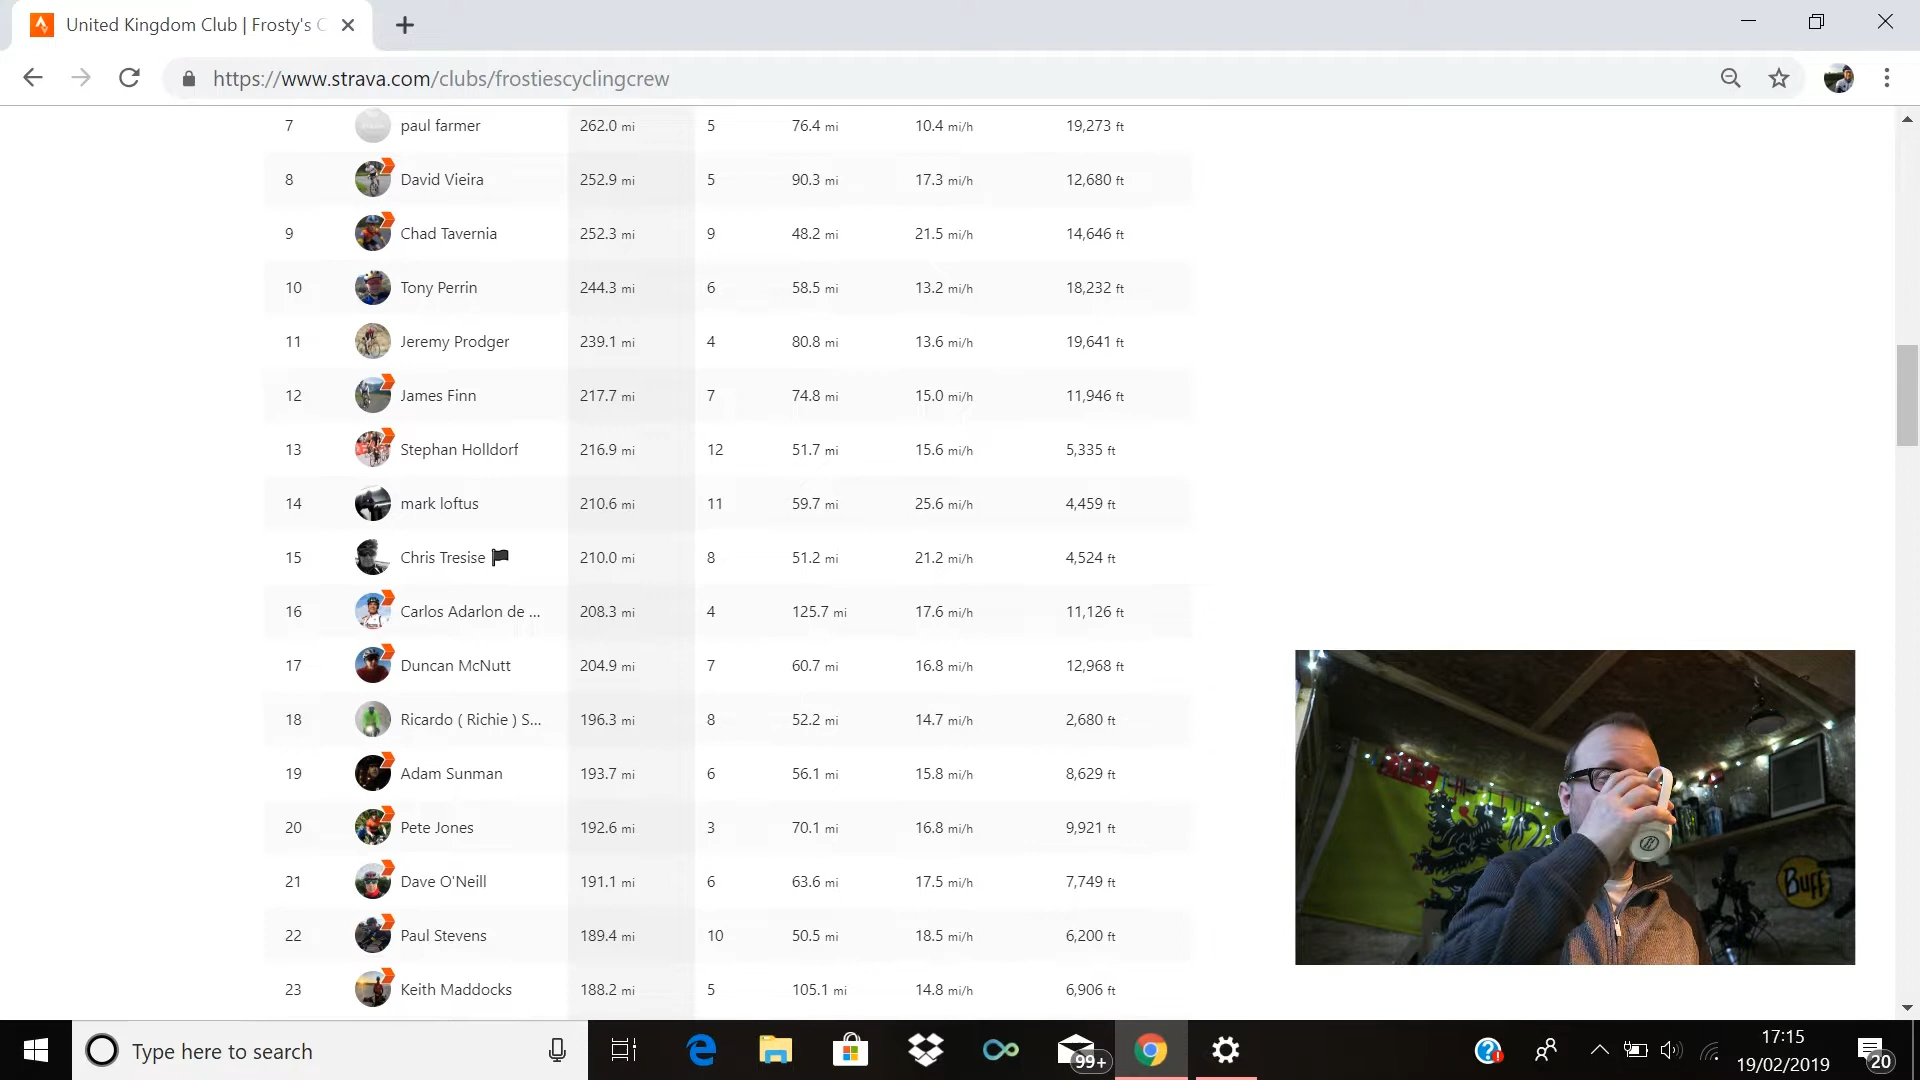 United Kingdom Club | Frosty's C
https://www.strava.com/clubs/frostiescyclingcrew
7 paul farmer 262.0 mi 5 76.4 mi 10.4 mi/h 19,273 ft
8 David Vieira 252.9 mi 5 90.3 mi 17.3 mi/h 12,680 ft
9 Chad Tavernia 252.3 mi 9 48.2 mi 21.5 mi/h 14,646 ft
10 Tony Perrin 244.3 mi 6 58.5 mi 13.2 mi/h 18,232 ft
11 Jeremy Prodger 239.1 mi 4 80.8 mi 13.6 mi/h 19,641 ft
12 James Finn 217.7 mi 7 74.8 mi 15.0 mi/h 11,946 ft
13 Stephan Holldorf 216.9 mi 12 51.7 mi 15.6 mi/h 5,335 ft
14 mark loftus 210.6 mi 11 59.7 mi 25.6 mi/h 4,459 ft
15 Chris Tresise 210.0 mi 8 51.2 mi 21.2 mi/h 4,524 ft
16 Carlos Adarlon de ... 208.3 mi 4 125.7 mi 17.6 mi/h 11,126 ft
17 Duncan McNutt 204.9 mi 7 60.7 mi 16.8 mi/h 12,968 ft
18 Ricardo ( Richie ) S... 196.3 mi 8 52.2 mi 14.7 mi/h 2,680 ft
19 Adam Sunman 193.7 mi 6 56.1 mi 15.8 mi/h 8,629 ft
20 Pete Jones 192.6 mi 3 70.1 mi 16.8 mi/h 9,921 ft
21 Dave O'Neill 191.1 mi 6 63.6 mi 17.5 mi/h 7,749 ft
22 Paul Stevens 189.4 mi 10 50.5 mi 18.5 mi/h 6,200 ft
23 Keith Maddocks 188.2 mi 5 105.1 mi 14.8 mi/h 6,906 ft
BUFF
Type here to search
99+
17:15
19/02/2019
20